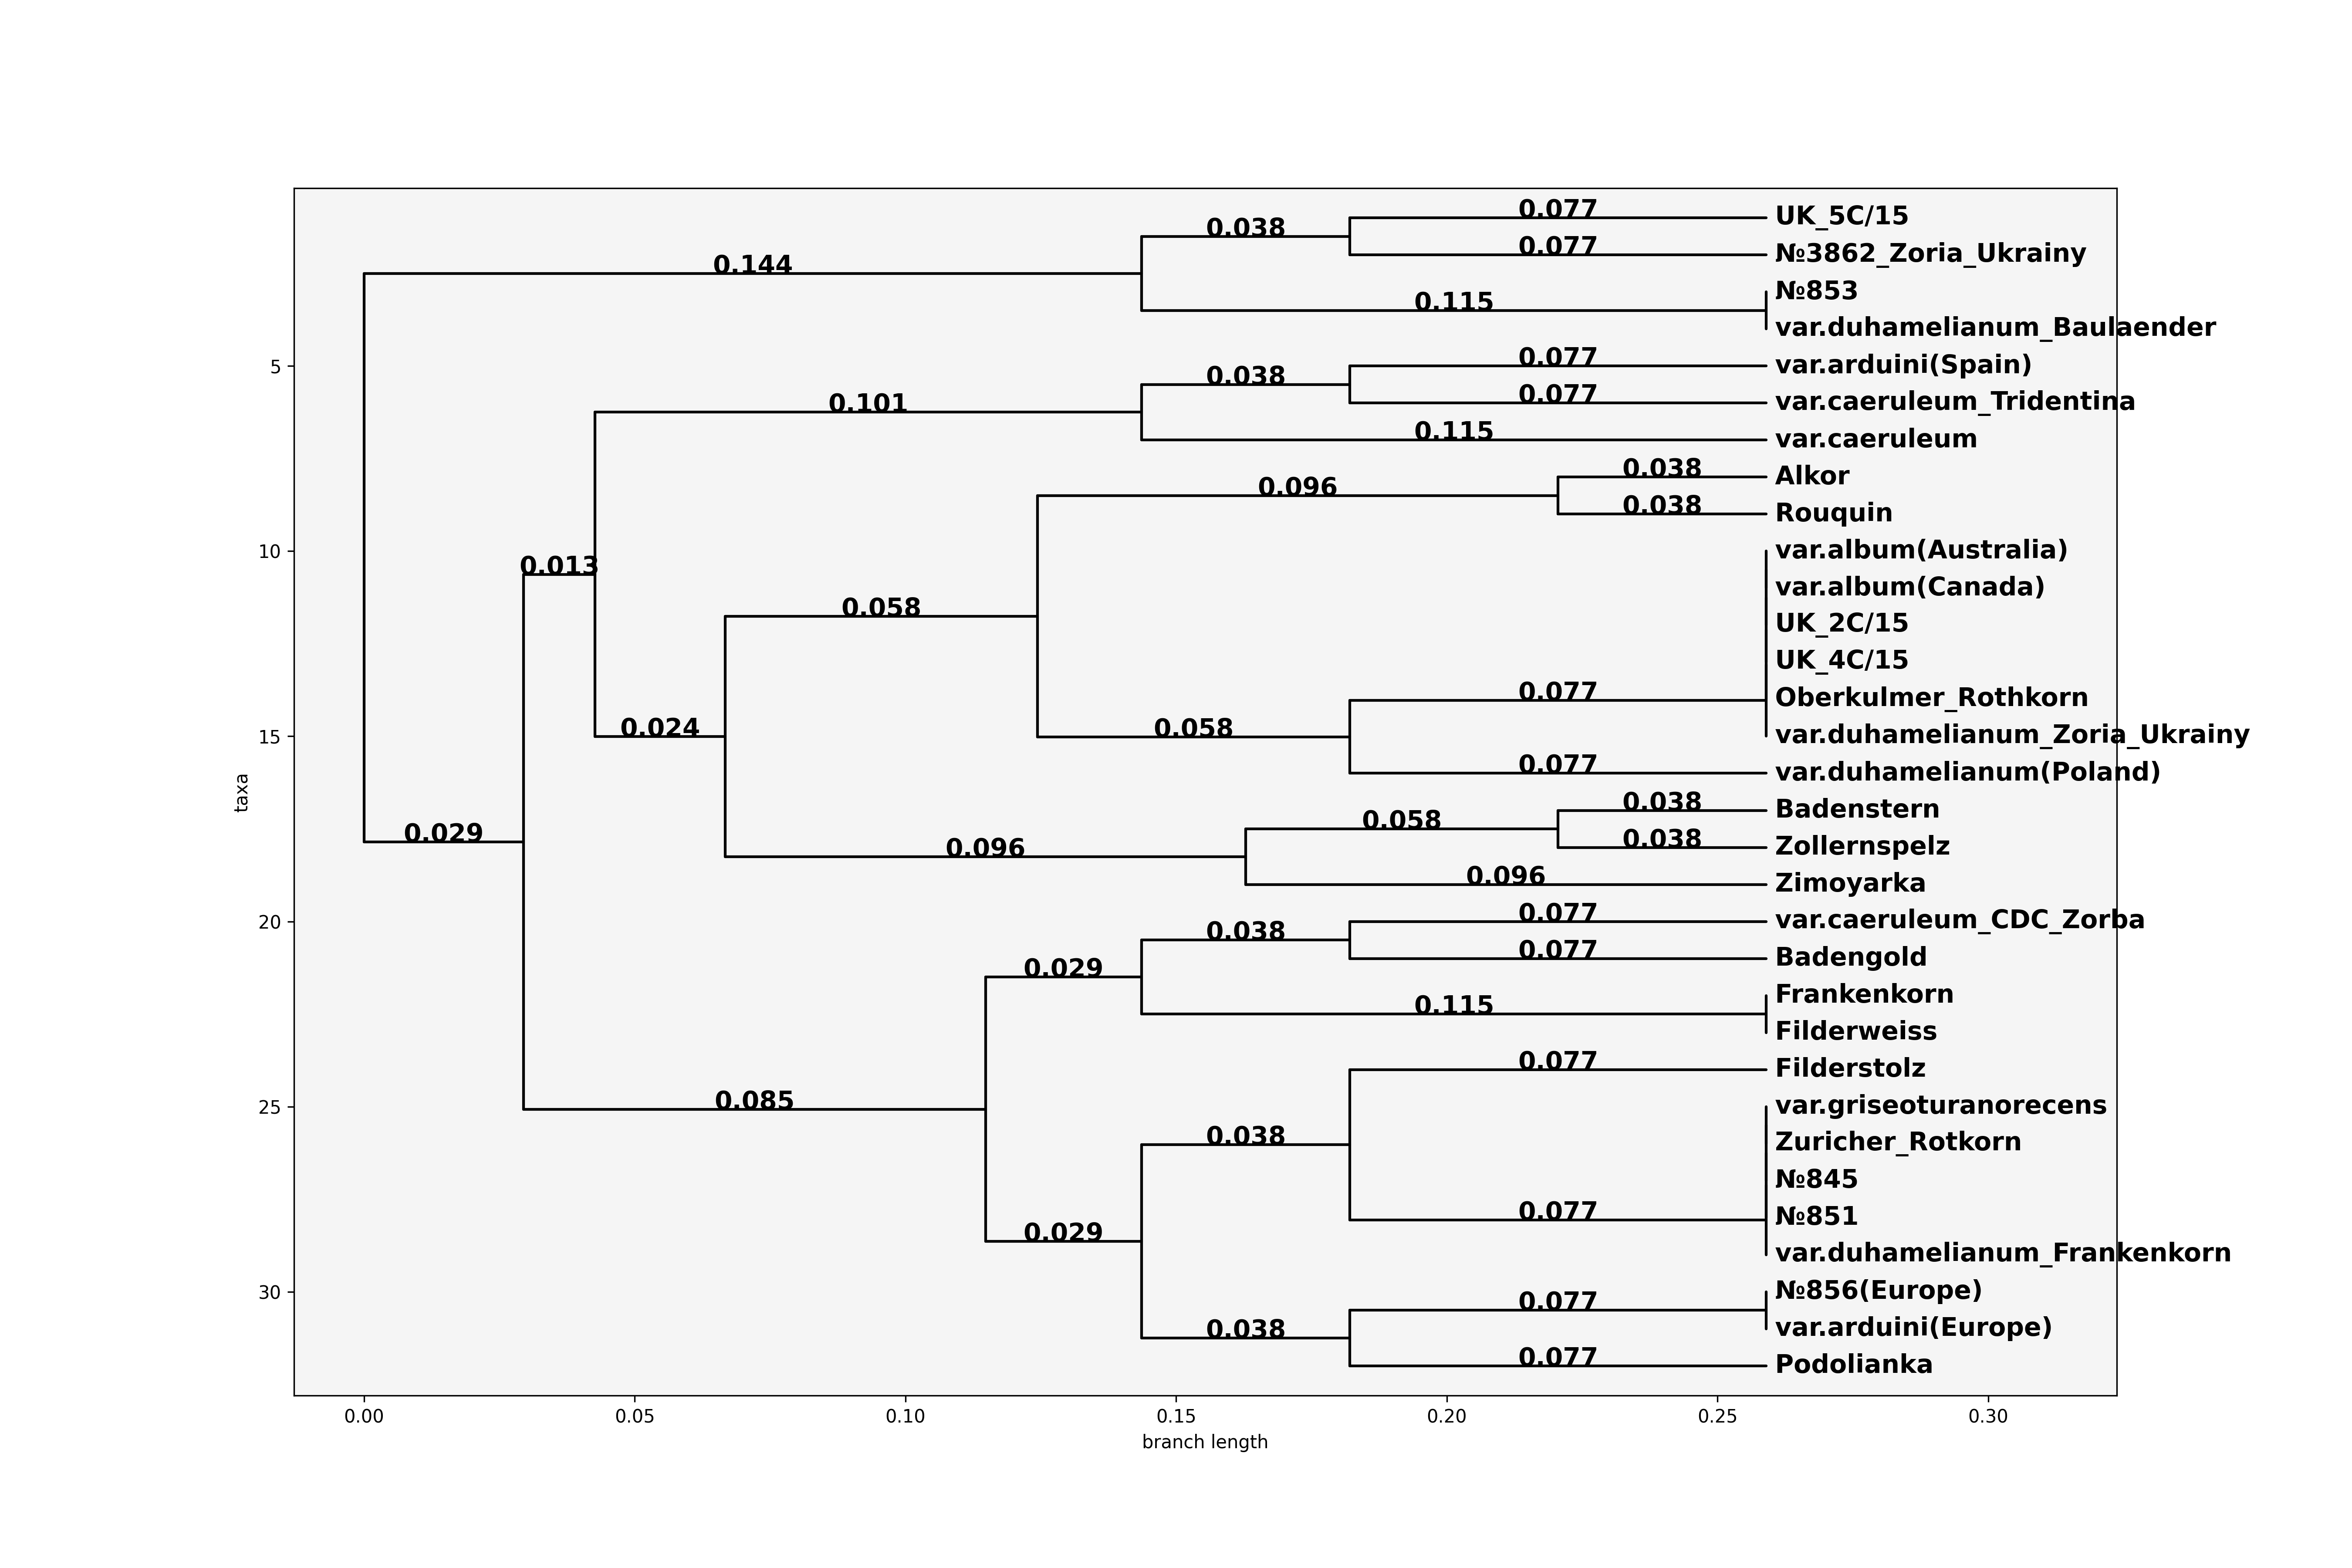 0.077 UK_5C/15
0.038
0.077 №3862_Zoria_Ukrainy
0.144
№853
0.115
var.duhamelianum_Baulaender
5 0.077 var.arduini(Spain)
0.038
0.077 var.caeruleum_Tridentina
0.101
0.115 var.caeruleum
0.038 Alkor
0.096
0.038 Rouquin
10 var.album(Australia)
0.013
var.album(Canada)
0.058
UK_2C/15
UK_4C/15
0.077 Oberkulmer_Rothkorn
15 0.024 0.058 var.duhamelianum_Zoria_Ukrainy
0.077 var.duhamelianum(Poland)
taxa
0.038 Badenstern
0.058
0.029
0.038 Zollernspelz
0.096
0.096 Zimoyarka
20 0.077 var.caeruleum_CDC_Zorba
0.038
0.077 Badengold
0.029
Frankenkorn
0.115
Filderweiss
0.077 Filderstolz
25 0.085 var.griseoturanorecens
0.038
Zuricher_Rotkorn
№845
0.077 №851
0.029
var.duhamelianum_Frankenkorn
30 №856(Europe)
0.077
0.038 var.arduini(Europe)
0.077 Podolianka
0.00 0.05 0.10 0.15 0.20 0.25 0.30
branch length